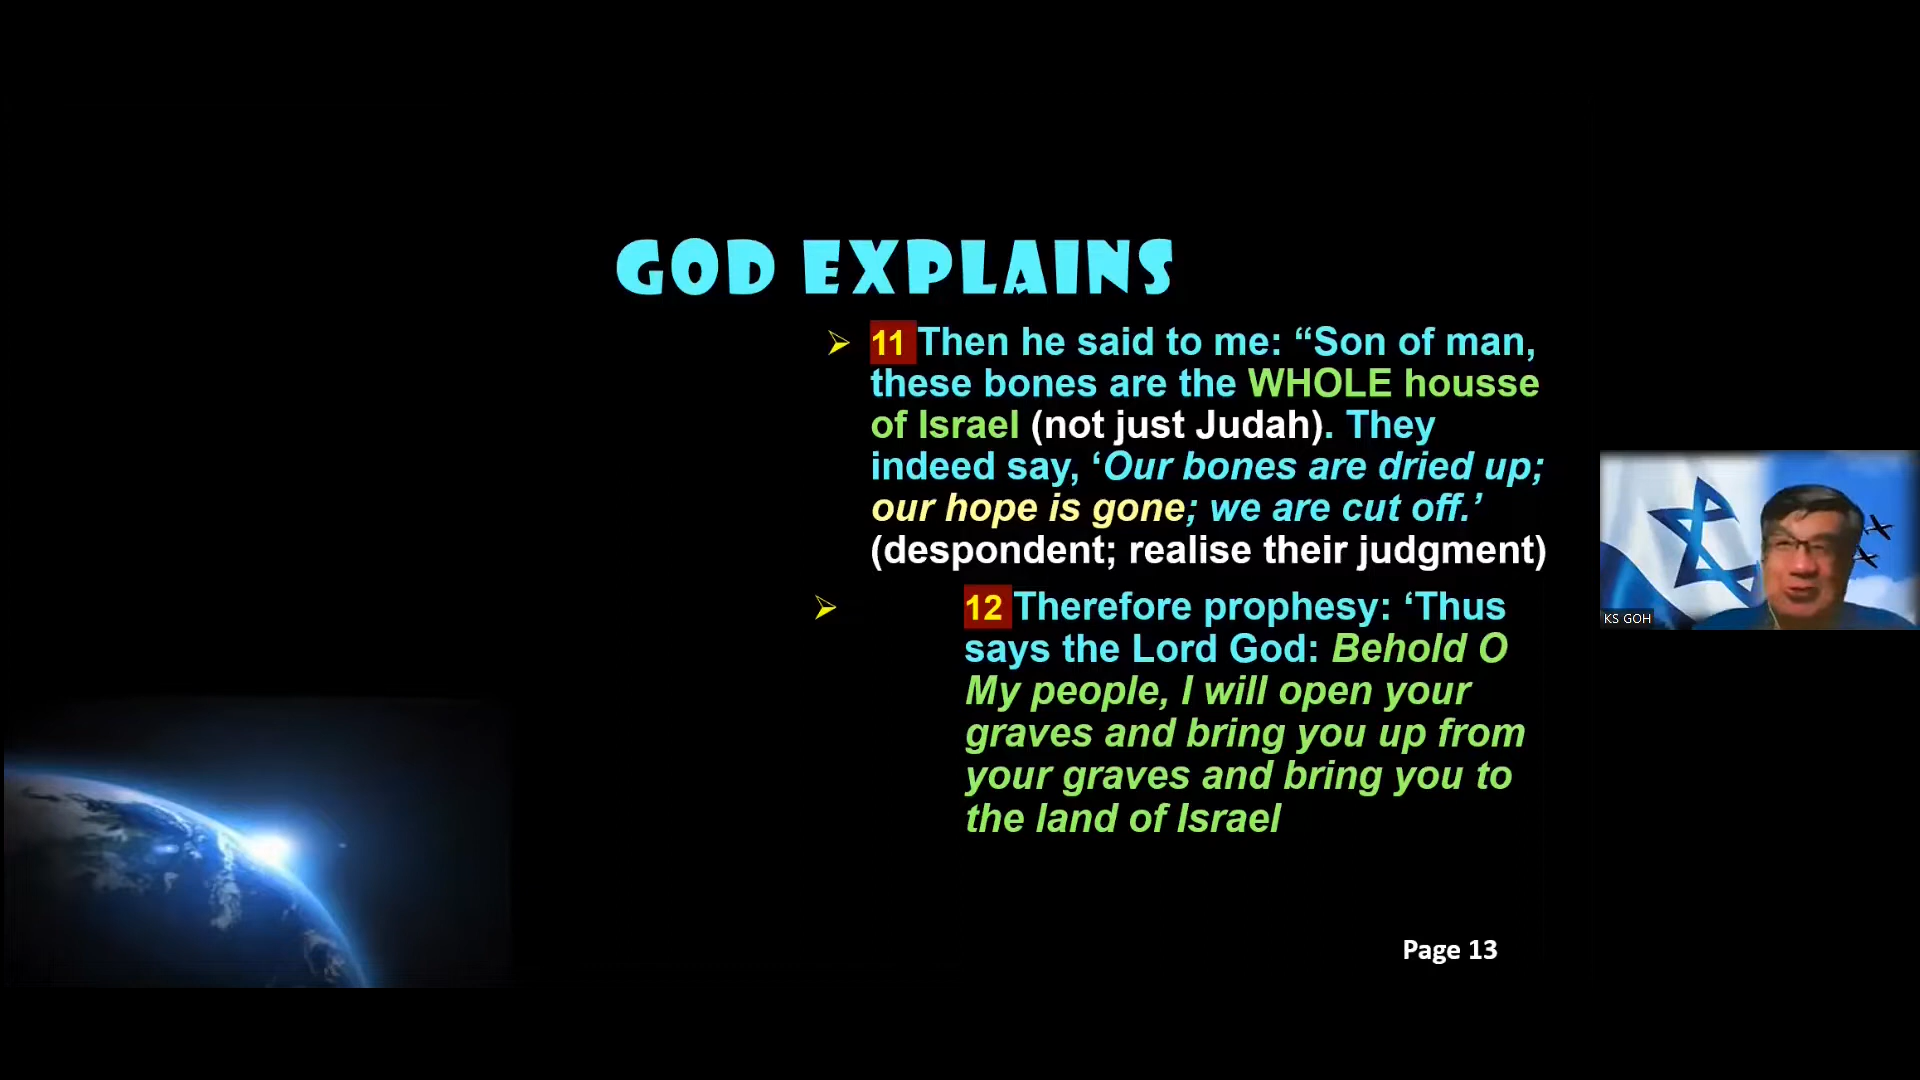 GOD EXPLAINS
➢ 11 Then he said to me: “Son of man,
these bones are the WHOLE housse
of Israel (not just Judah). They
indeed say, ‘Our bones are dried up;
our hope is gone; we are cut off.’
(despondent; realise their judgment)
➢ 12 Therefore prophesy: ‘Thus
says the Lord God: Behold O
My people, I will open your
graves and bring you up from
your graves and bring you to
the land of Israel
Page 13
KS GOH